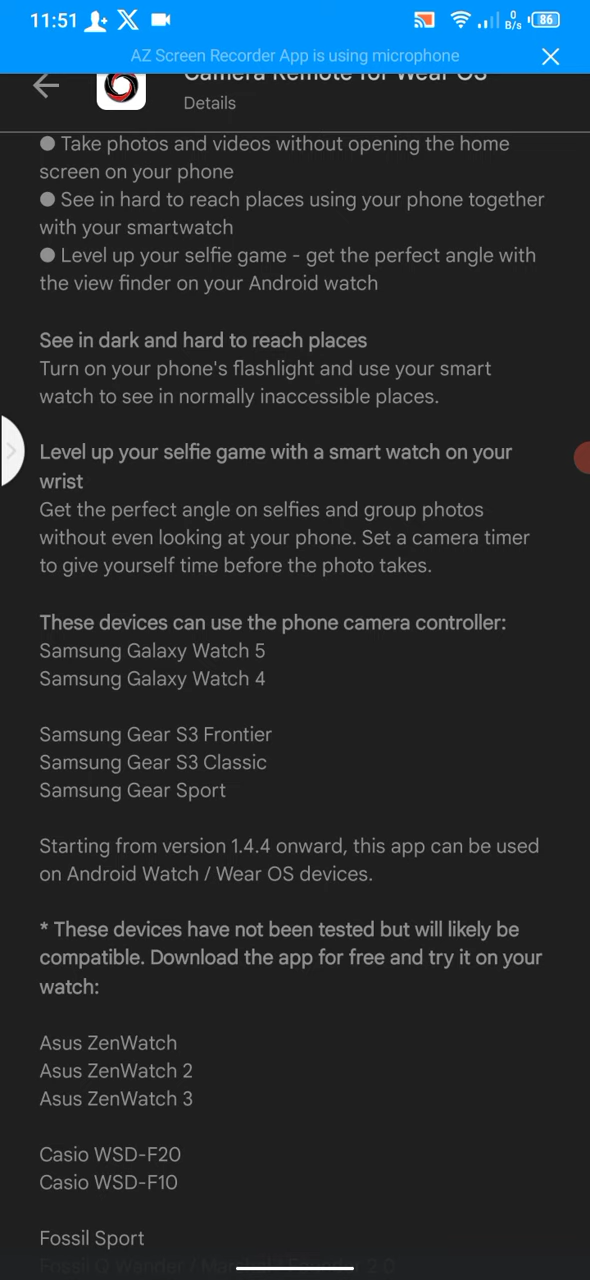 11:51
0
B/s
86
AZ Screen Recorder App is using microphone
Camera Remote for Wear OS
Details
● Take photos and videos without opening the home
screen on your phone
● See in hard to reach places using your phone together
with your smartwatch
● Level up your selfie game - get the perfect angle with
the view finder on your Android watch
See in dark and hard to reach places
Turn on your phone's flashlight and use your smart
watch to see in normally inaccessible places.
Level up your selfie game with a smart watch on your
wrist
Get the perfect angle on selfies and group photos
without even looking at your phone. Set a camera timer
to give yourself time before the photo takes.
These devices can use the phone camera controller:
Samsung Galaxy Watch 5
Samsung Galaxy Watch 4
Samsung Gear S3 Frontier
Samsung Gear S3 Classic
Samsung Gear Sport
Starting from version 1.4.4 onward, this app can be used
on Android Watch / Wear OS devices.
* These devices have not been tested but will likely be
compatible. Download the app for free and try it on your
watch:
Asus ZenWatch
Asus ZenWatch 2
Asus ZenWatch 3
Casio WSD-F20
Casio WSD-F10
Fossil Sport
Fossil Q Wander / 2.0